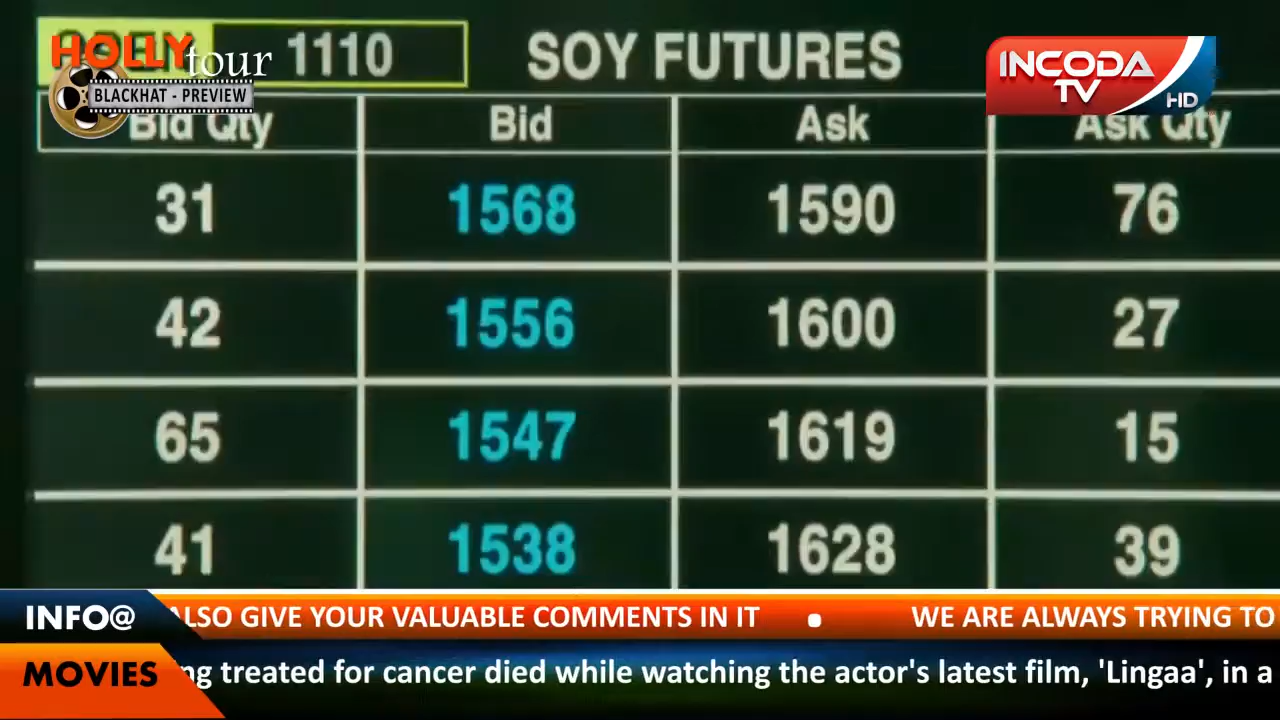 HOLLY
tour
BLACKHAT - PREVIEW
1110
SOY FUTURES
INCODA
TV
HD
Bid Qty Bid Ask Ask Qty
31 1568 1590 76
42 1556 1600 27
65 1547 1619 15
41 1538 1628 39
INFO@ ALSO GIVE YOUR VALUABLE COMMENTS IN IT • WE ARE ALWAYS TRYING TO
MOVIES ng treated for cancer died while watching the actor's latest film, 'Lingaa', in a